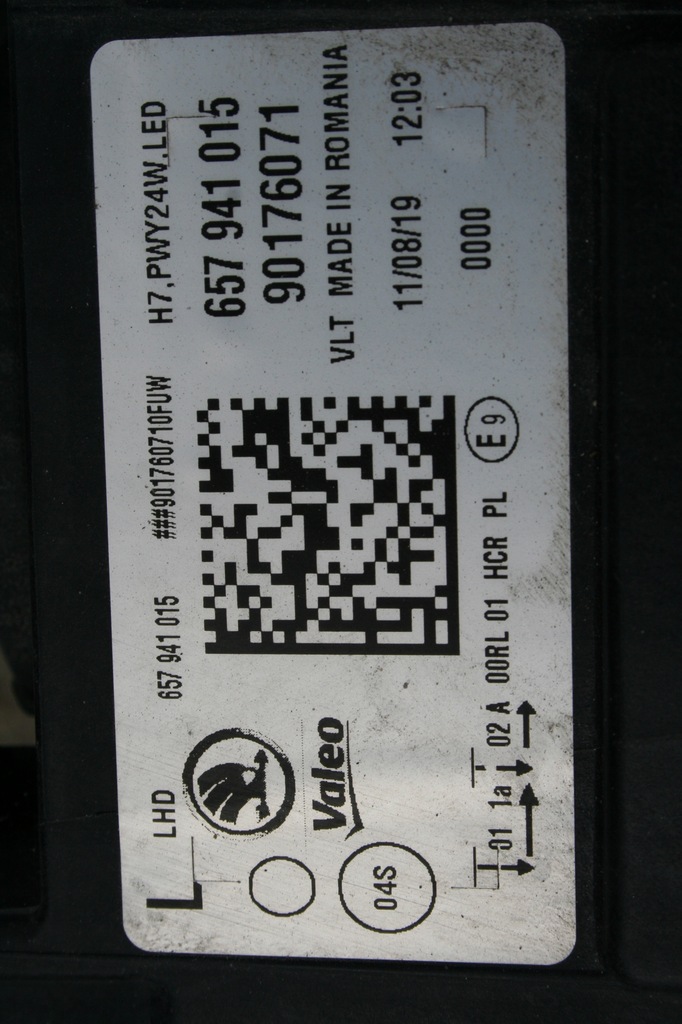 L LHD 657 941 015 ###901760710FUW H7,PWY24W,LED
657 941 015
90176071
Valeo VLT MADE IN ROMANIA
04S 11/08/19 12:03
01 1a 02 A 00RL 01 HCR PL E 9 0000